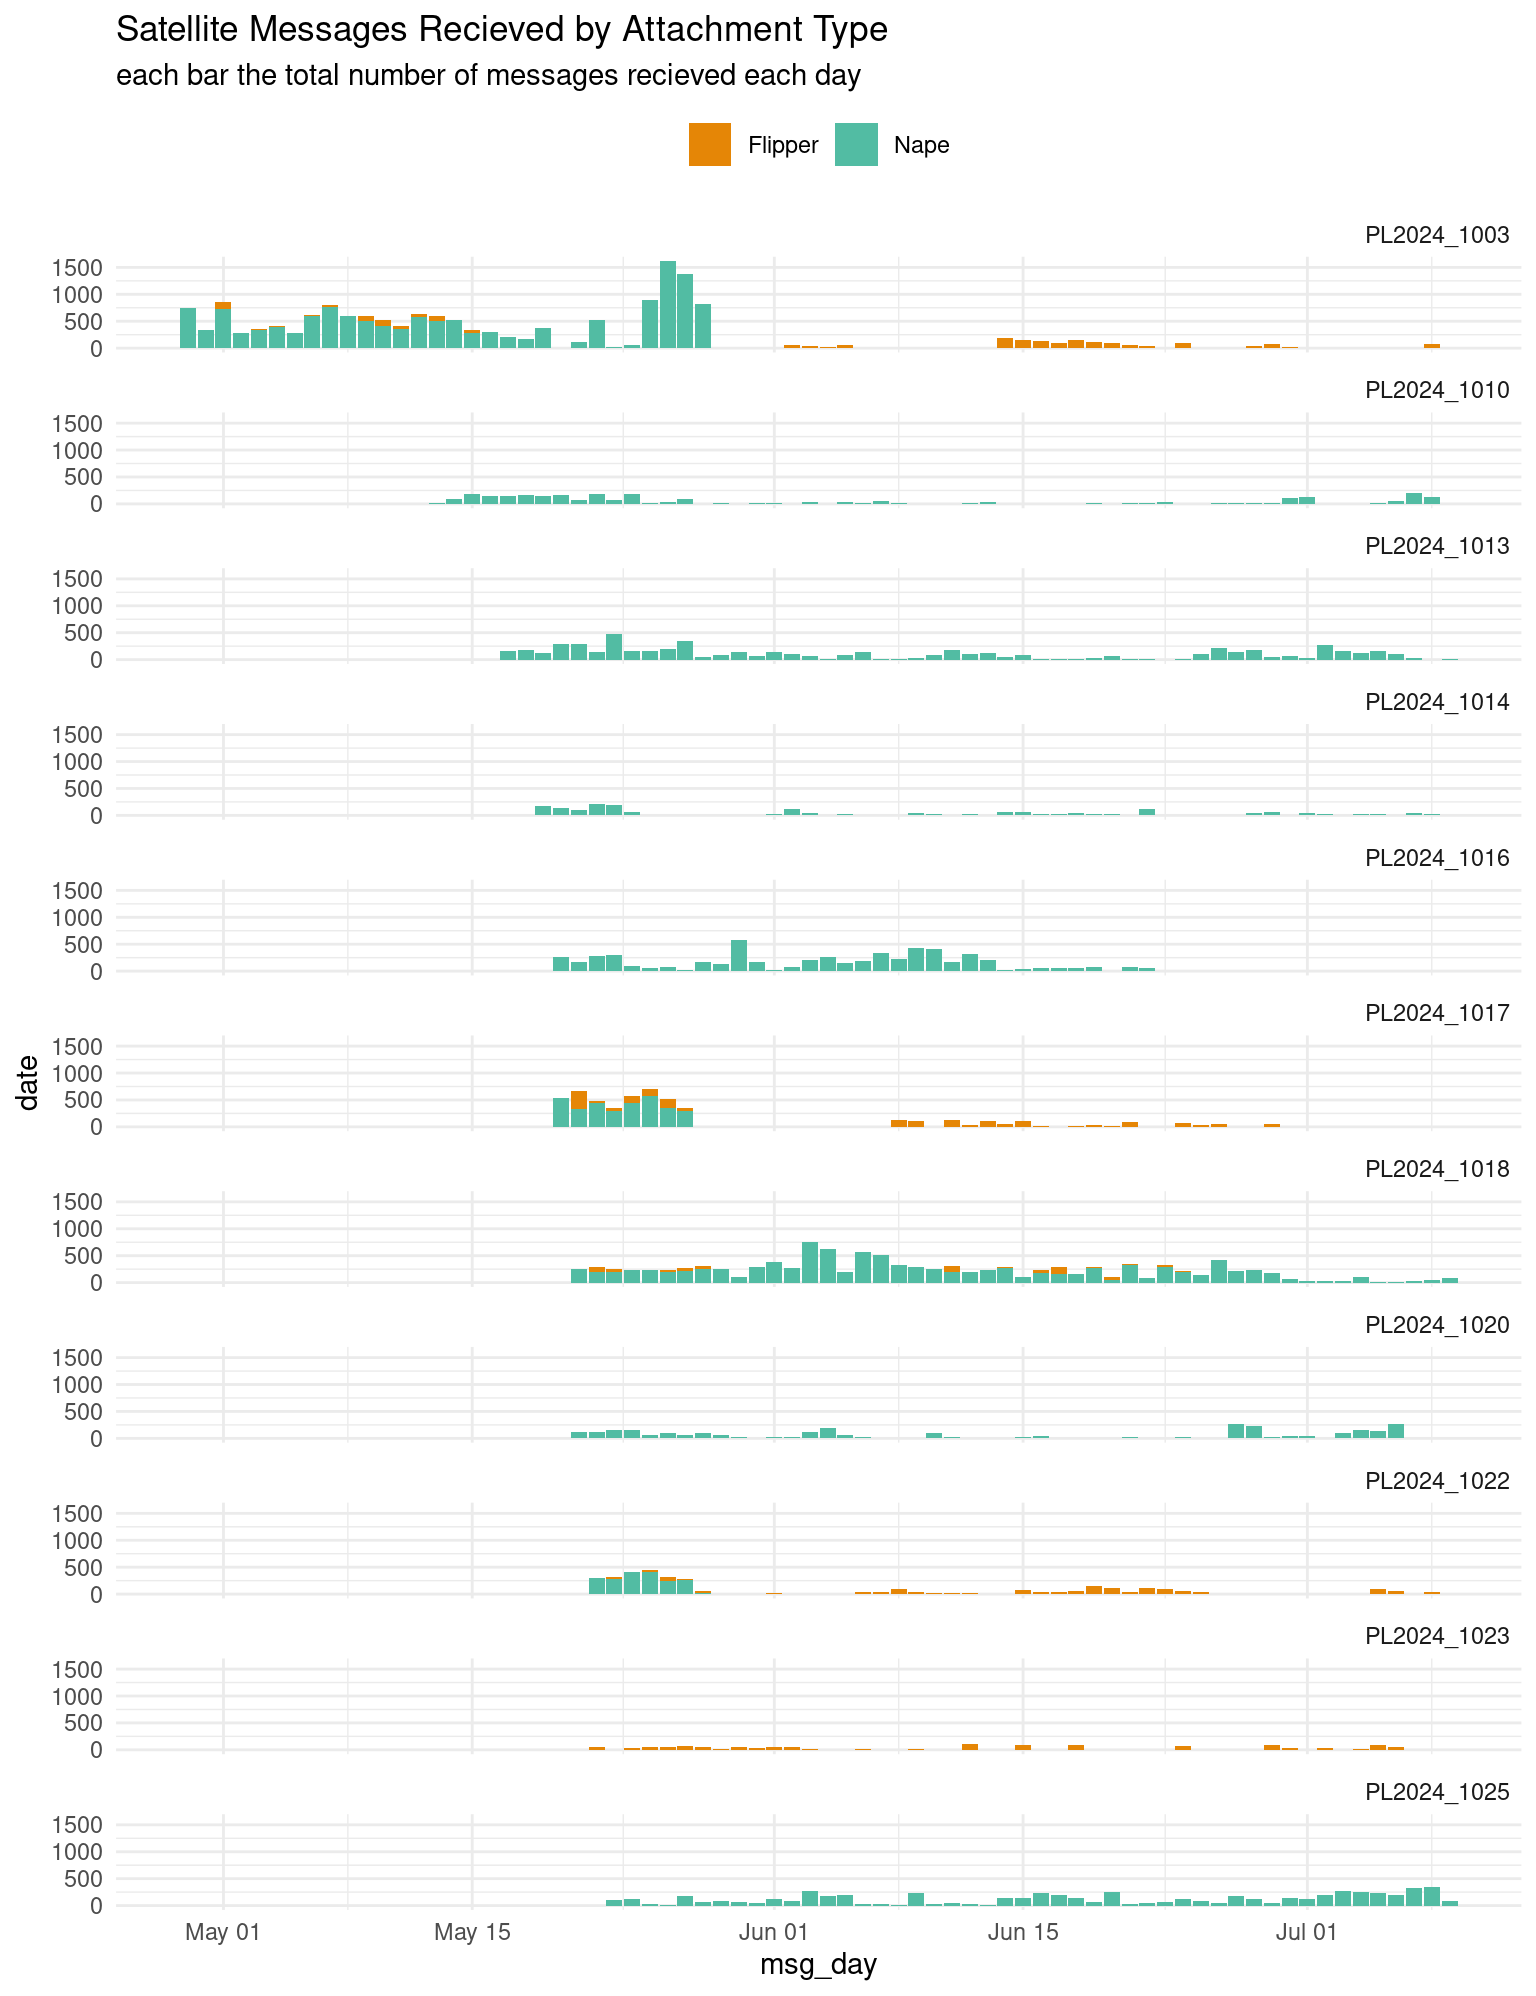 Satellite Messages Recieved by Attachment Type
each bar the total number of messages recieved each day
Flipper Nape
PL2024_1003
1500
1000
500
0
PL2024_1010
1500
1000
500
0
PL2024_1013
1500
1000
500
0
PL2024_1014
1500
1000
500
0
PL2024_1016
1500
1000
500
0
PL2024_1017
1500
1000
500
0
date
PL2024_1018
1500
1000
500
0
PL2024_1020
1500
1000
500
0
PL2024_1022
1500
1000
500
0
PL2024_1023
1500
1000
500
0
PL2024_1025
1500
1000
500
0
May 01 May 15 Jun 01 Jun 15 Jul 01
msg_day